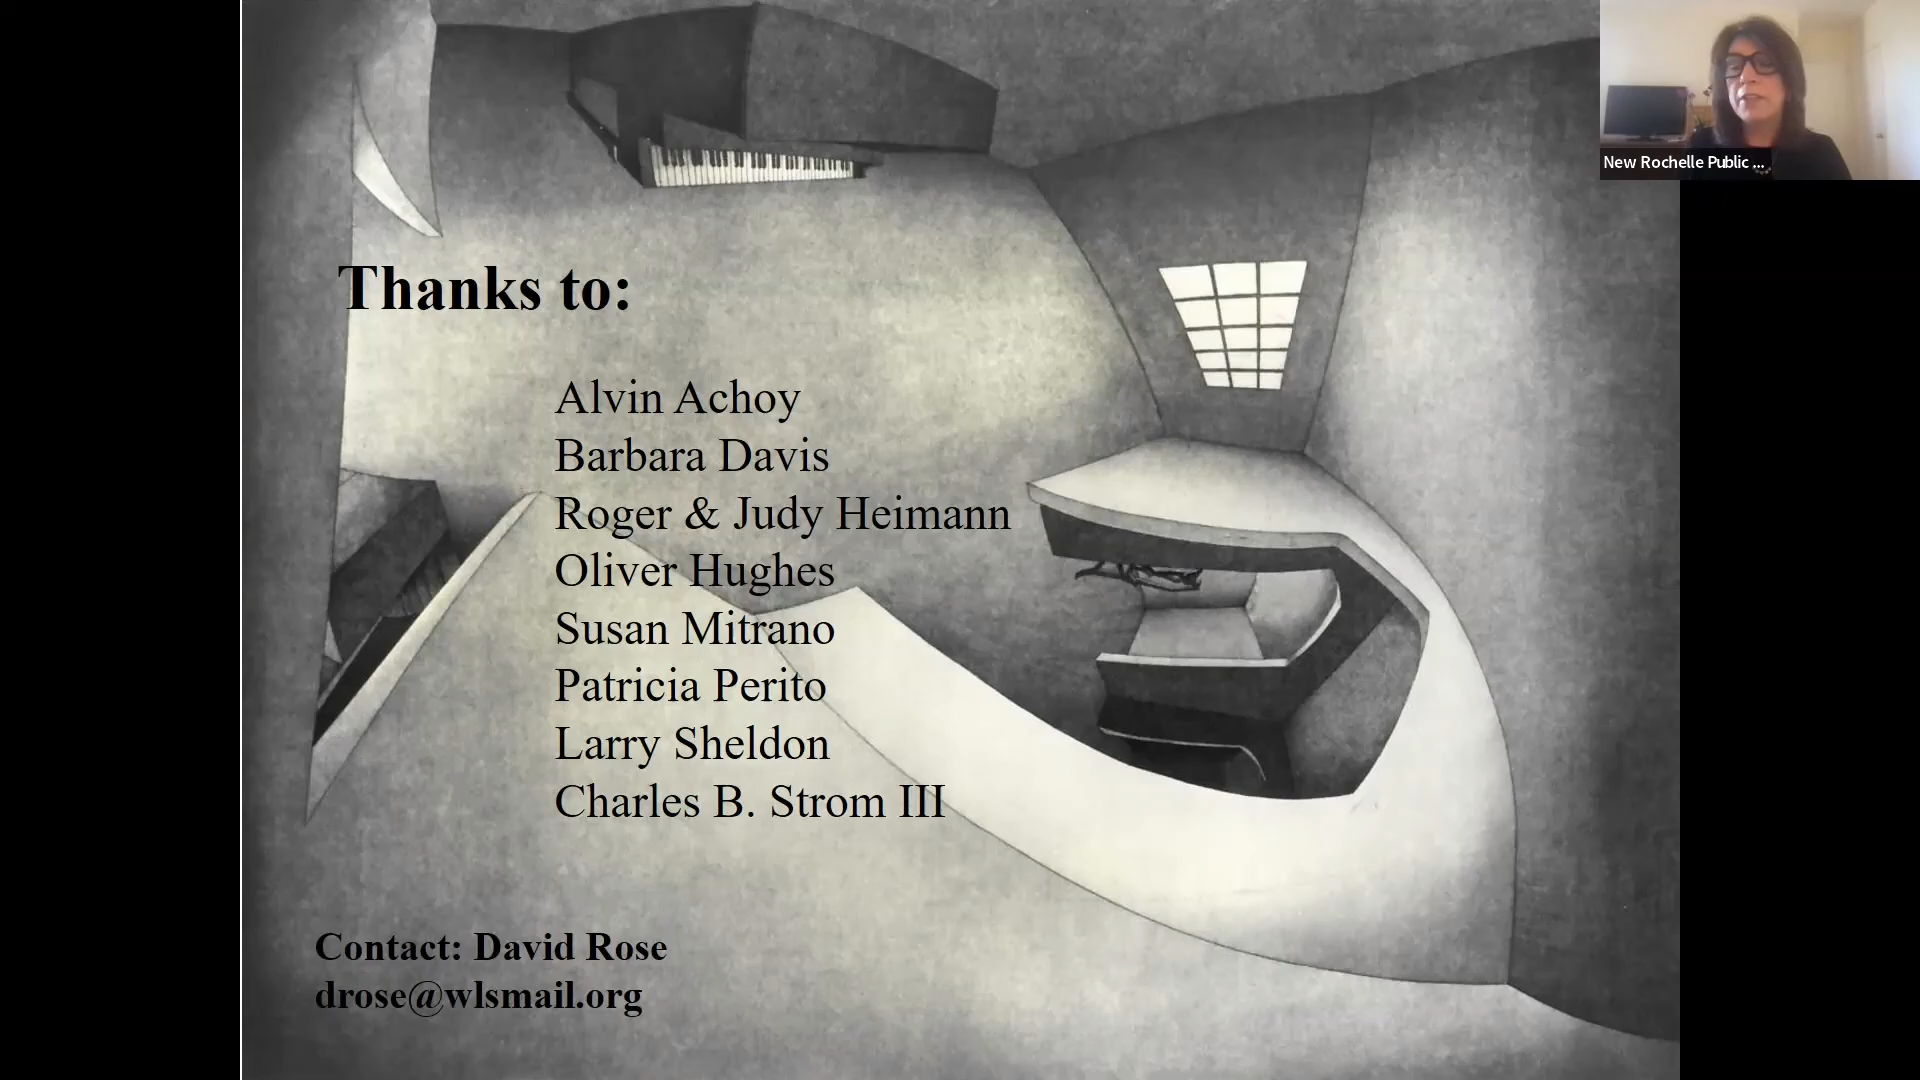 New Rochelle Public ...
Thanks to:
Alvin Achoy
Barbara Davis
Roger & Judy Heimann
Oliver Hughes
Susan Mitrano
Patricia Perito
Larry Sheldon
Charles B. Strom III
Contact: David Rose
drose@wlsmail.org